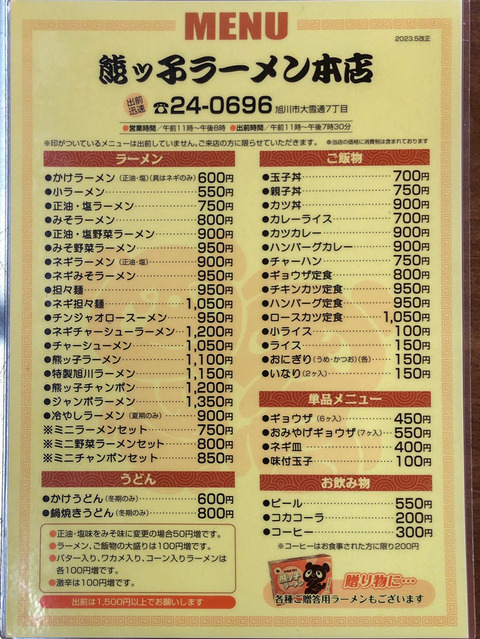 MENU
2023.5改正
熊ッ子ラーメン本店
出前迅速 ☎24-0696 旭川市大雪通7丁目
●営業時間／午前11時〜午後8時 ●出前時間／午前11時〜午後7時30分
※印がついているメニューは出前していません。ご来店の方に限らせていただきます。 ※当店の価格に消費税は含まれております
ラーメン
●かけラーメン（正油・塩）（具はネギのみ） 600円
●小ラーメン 550円
●正油・塩ラーメン 750円
●みそラーメン 800円
●正油・塩野菜ラーメン 900円
●みそ野菜ラーメン 950円
●ネギラーメン（正油・塩） 900円
●ネギみそラーメン 950円
●担々麺 950円
●ネギ担々麺 1,050円
●チンジャオロースーメン 950円
●ネギチャーシューラーメン 1,200円
●チャーシューメン 1,050円
●熊ッ子ラーメン 1,100円
●特製旭川ラーメン 1,150円
●熊ッ子チャンポン 1,200円
●ジャンボラーメン 1,350円
●冷やしラーメン（夏期のみ） 900円
※ミニラーメンセット 750円
※ミニ野菜ラーメンセット 800円
※ミニチャンポンセット 850円
うどん
●かけうどん（冬期のみ） 600円
●鍋焼きうどん（冬期のみ） 800円
●正油・塩味をみそ味に変更の場合50円増です。
●ラーメン、ご飯物の大盛りは100円増です。
●バター入り、ワカメ入り、コーン入りラーメンは
各100円増です。
●激辛は100円増です。
出前は1,500円以上でお願いします
ご飯物
●玉子丼 700円
●親子丼 750円
●カツ丼 900円
●カレーライス 700円
●カツカレー 900円
●ハンバーグカレー 900円
●チャーハン 750円
●ギョウザ定食 800円
●チキンカツ定食 950円
●ハンバーグ定食 950円
●ロースカツ定食 1,050円
●小ライス 100円
●ライス 150円
●おにぎり（うめ・かつお）（各） 150円
●いなり（2ヶ入） 150円
単品メニュー
●ギョウザ（6ヶ入） 450円
●おみやげギョウザ（7ヶ入） 550円
●ネギ皿 400円
●味付玉子 100円
お飲み物
●ビール 550円
●コカコーラ 200円
●コーヒー 300円
※コーヒーはお食事された方に限り200円
贈り物に…
各種ご贈答用ラーメンもございます